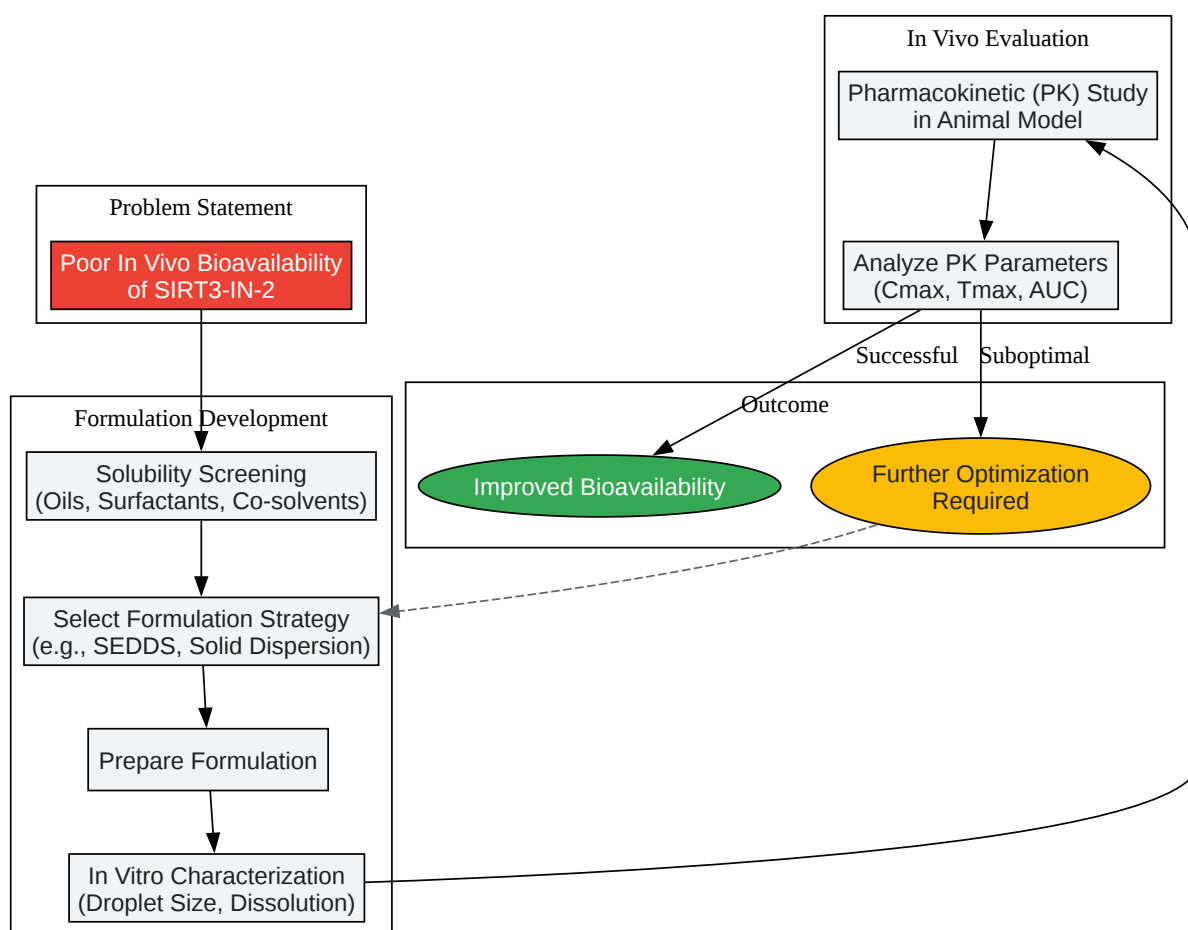 Problem Statement
Poor In Vivo Bioavailability
of SIRT3-IN-2
Formulation Development
Solubility Screening
(Oils, Surfactants, Co-solvents)
Select Formulation Strategy
(e.g., SEDDS, Solid Dispersion)
Prepare Formulation
In Vitro Characterization
(Droplet Size, Dissolution)
In Vivo Evaluation
Pharmacokinetic (PK) Study
in Animal Model
Analyze PK Parameters
(Cmax, Tmax, AUC)
Successful
Suboptimal
Outcome
Improved Bioavailability
Further Optimization
Required